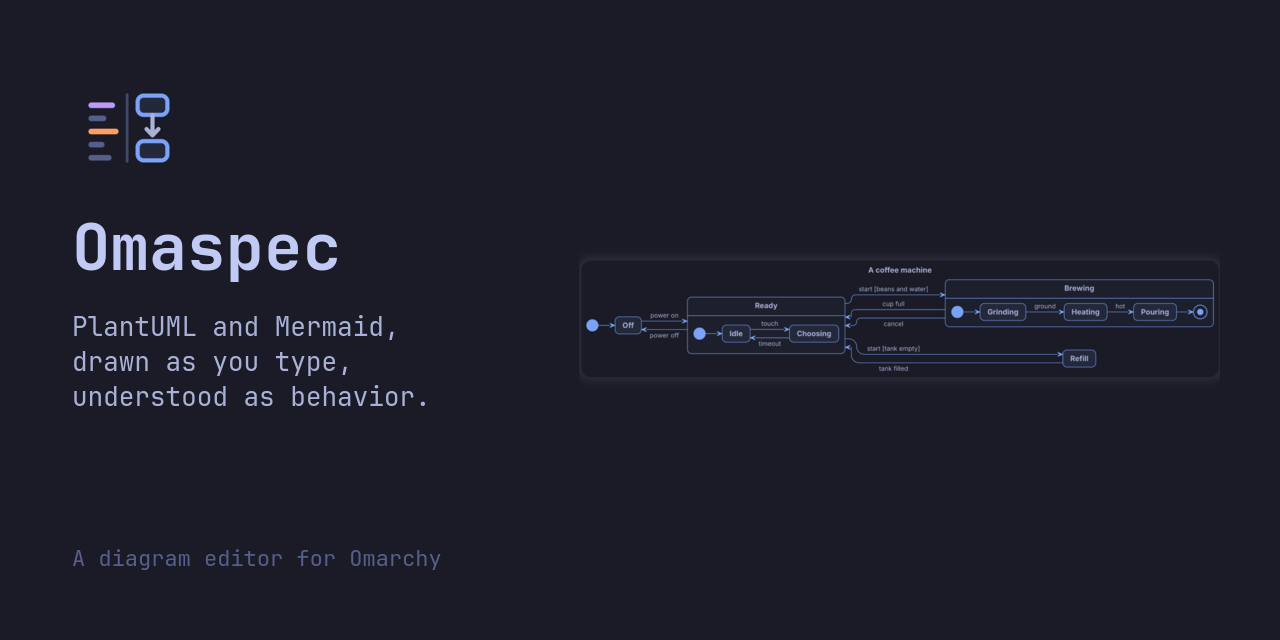 Omaspec
PlantUML and Mermaid,
drawn as you type,
understood as behavior.
A diagram editor for Omarchy
A coffee machine
Off
power on
power off
Ready
Idle
touch
timeout
Choosing
start [beans and water]
cup full
cancel
start [tank empty]
tank filled
Brewing
Grinding
ground
Heating
hot
Pouring
Refill